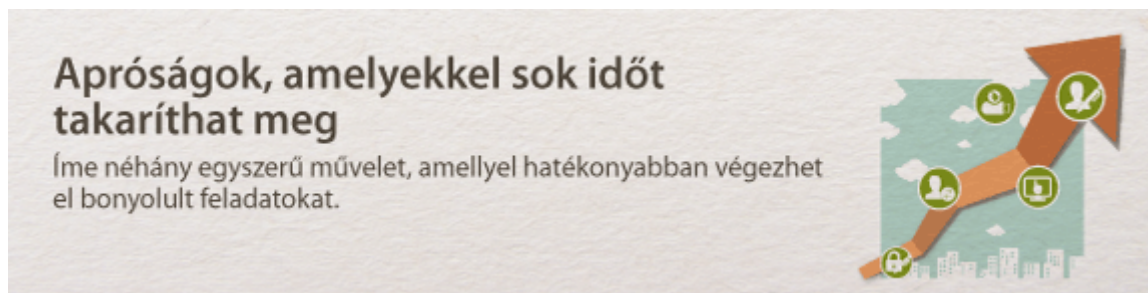 Apróságok, amelyekkel sok időt
takaríthat meg
Íme néhány egyszerű művelet, amellyel hatékonyabban végezhet
el bonyolult feladatokat.